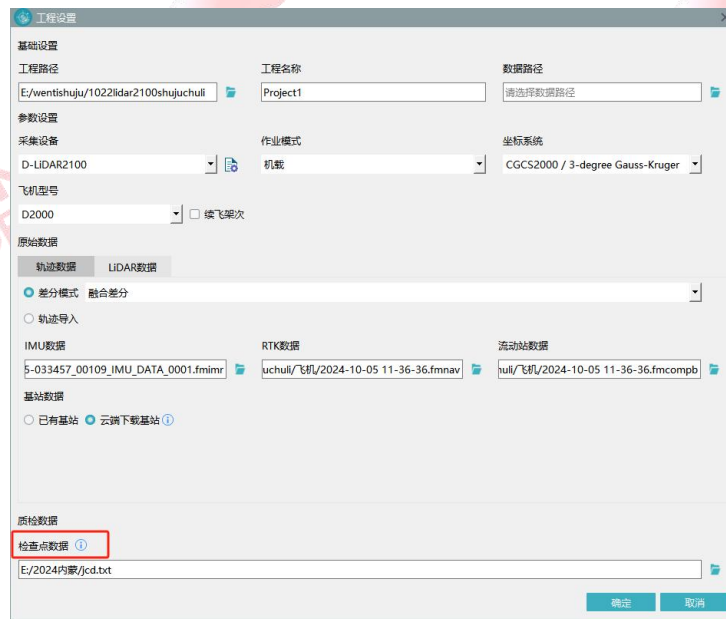 工程设置
基础设置
工程路径 工程名称 数据路径
E:/wentishuju/1022lidar2100shujuchuli Project1 请选择数据路径
参数设置
采集设备 作业模式 坐标系统
D-LiDAR2100 机载 CGCS2000 / 3-degree Gauss-Kruger
飞机型号
D2000 续飞架次
原始数据
轨迹数据 LiDAR数据
差分模式 融合差分
轨迹导入
IMU数据 RTK数据 流动站数据
5-033457_00109_IMU_DATA_0001.fmimr uchuli/飞机/2024-10-05 11-36-36.fmnav huli/飞机/2024-10-05 11-36-36.fmcompb
基站数据
已有基站 云端下载基站
质检数据
检查点数据
E:/2024内蒙/jcd.txt
确定 取消